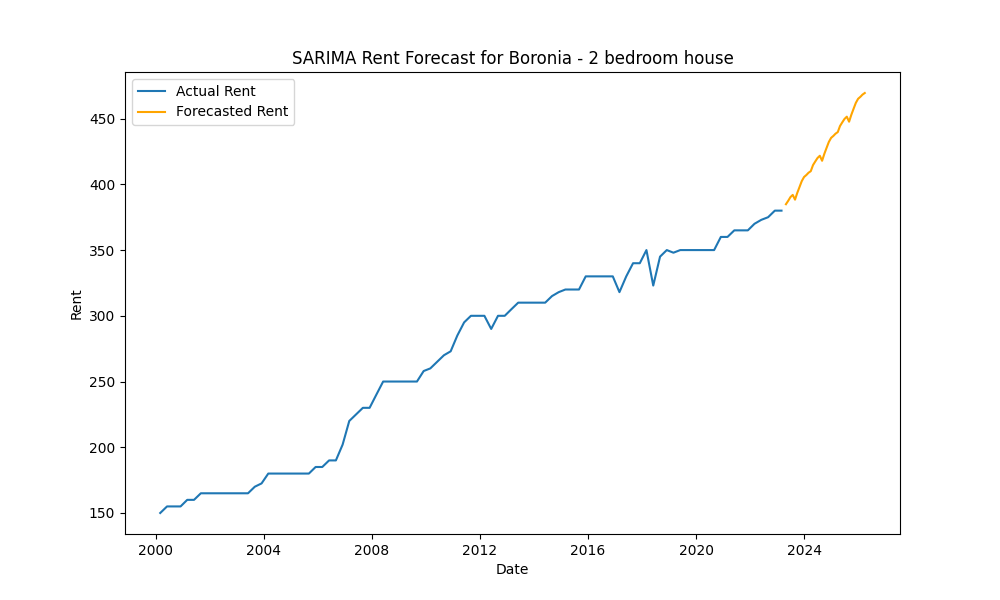 SARIMA Rent Forecast for Boronia - 2 bedroom house
Actual Rent
Forecasted Rent
450
400
350
300
250
200
150
Rent
2000 2004 2008 2012 2016 2020 2024
Date